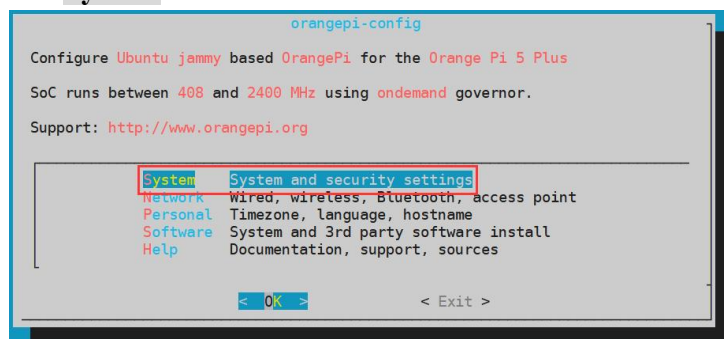 orangepi-config
Configure Ubuntu jammy based OrangePi for the Orange Pi 5 Plus
SoC runs between 408 and 2400 MHz using ondemand governor.
Support: http://www.orangepi.org
System System and security settings
Network Wired, wireless, Bluetooth, access point
Personal Timezone, language, hostname
Software System and 3rd party software install
Help Documentation, support, sources
< OK > < Exit >